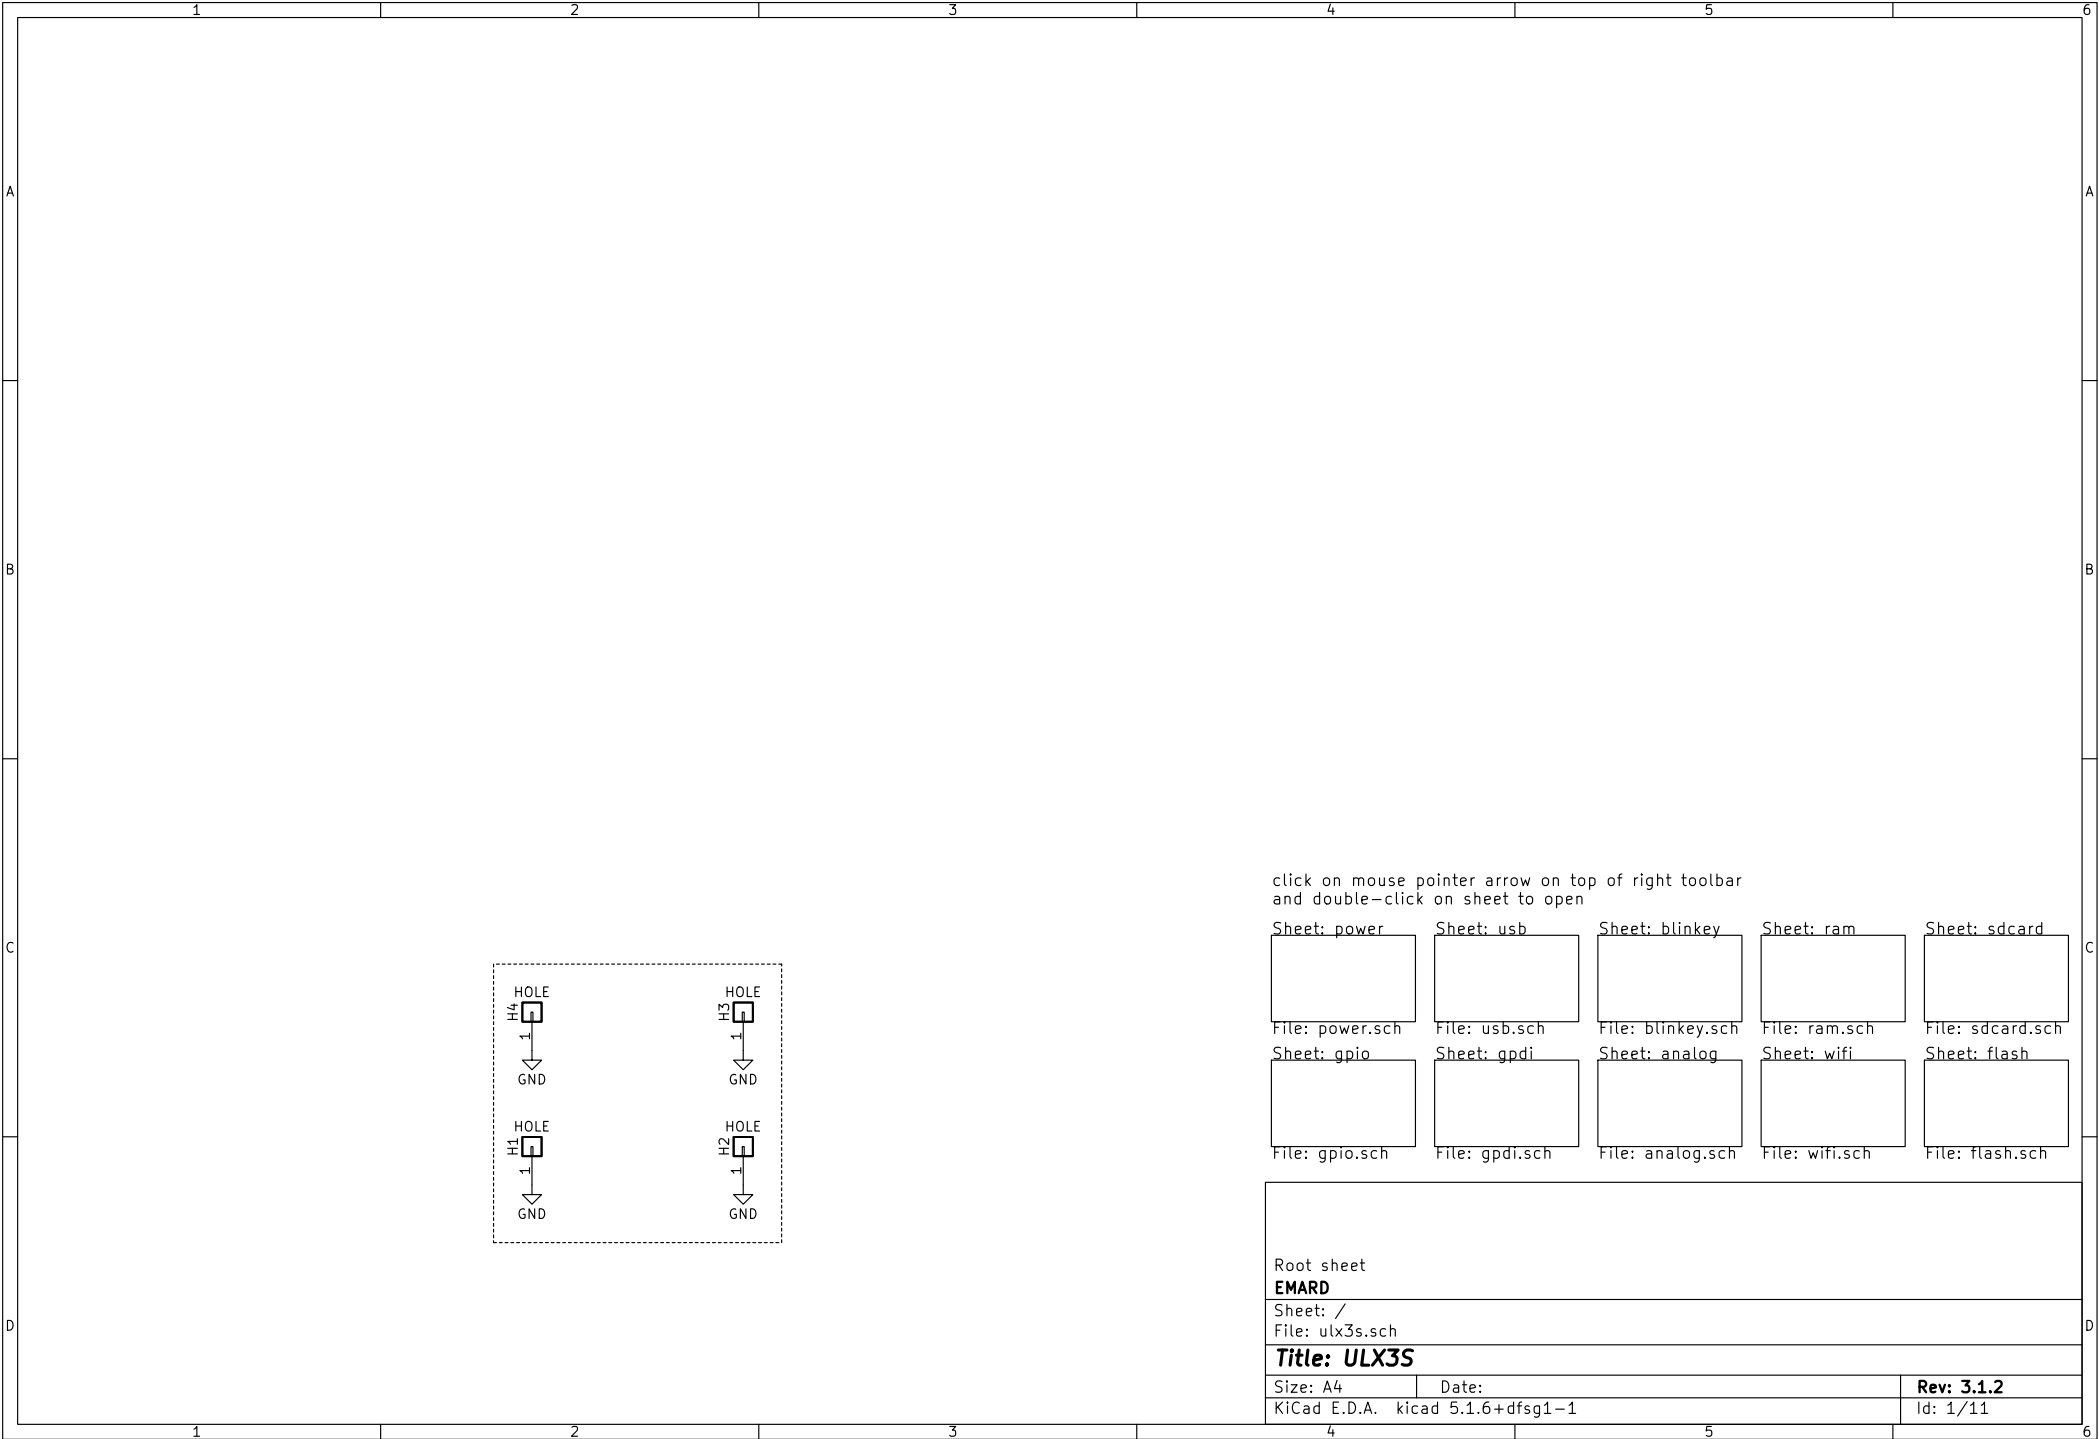 1 2 3 4 5 6
A A
B B
C C
D D
click on mouse pointer arrow on top of right toolbar
and double-click on sheet to open
Sheet: power Sheet: usb Sheet: blinkey Sheet: ram Sheet: sdcard
File: power.sch File: usb.sch File: blinkey.sch File: ram.sch File: sdcard.sch
Sheet: gpio Sheet: gpdi Sheet: analog Sheet: wifi Sheet: flash
File: gpio.sch File: gpdi.sch File: analog.sch File: wifi.sch File: flash.sch
HOLE HOLE
H4 H3
1 1
GND GND
HOLE HOLE
H1 H2
1 1
GND GND
Root sheet
EMARD
Sheet: /
File: ulx3s.sch
Title: ULX3S
Size: A4 Date: Rev: 3.1.2
KiCad E.D.A. kicad 5.1.6+dfsg1-1 Id: 1/11
1 2 3 4 5 6